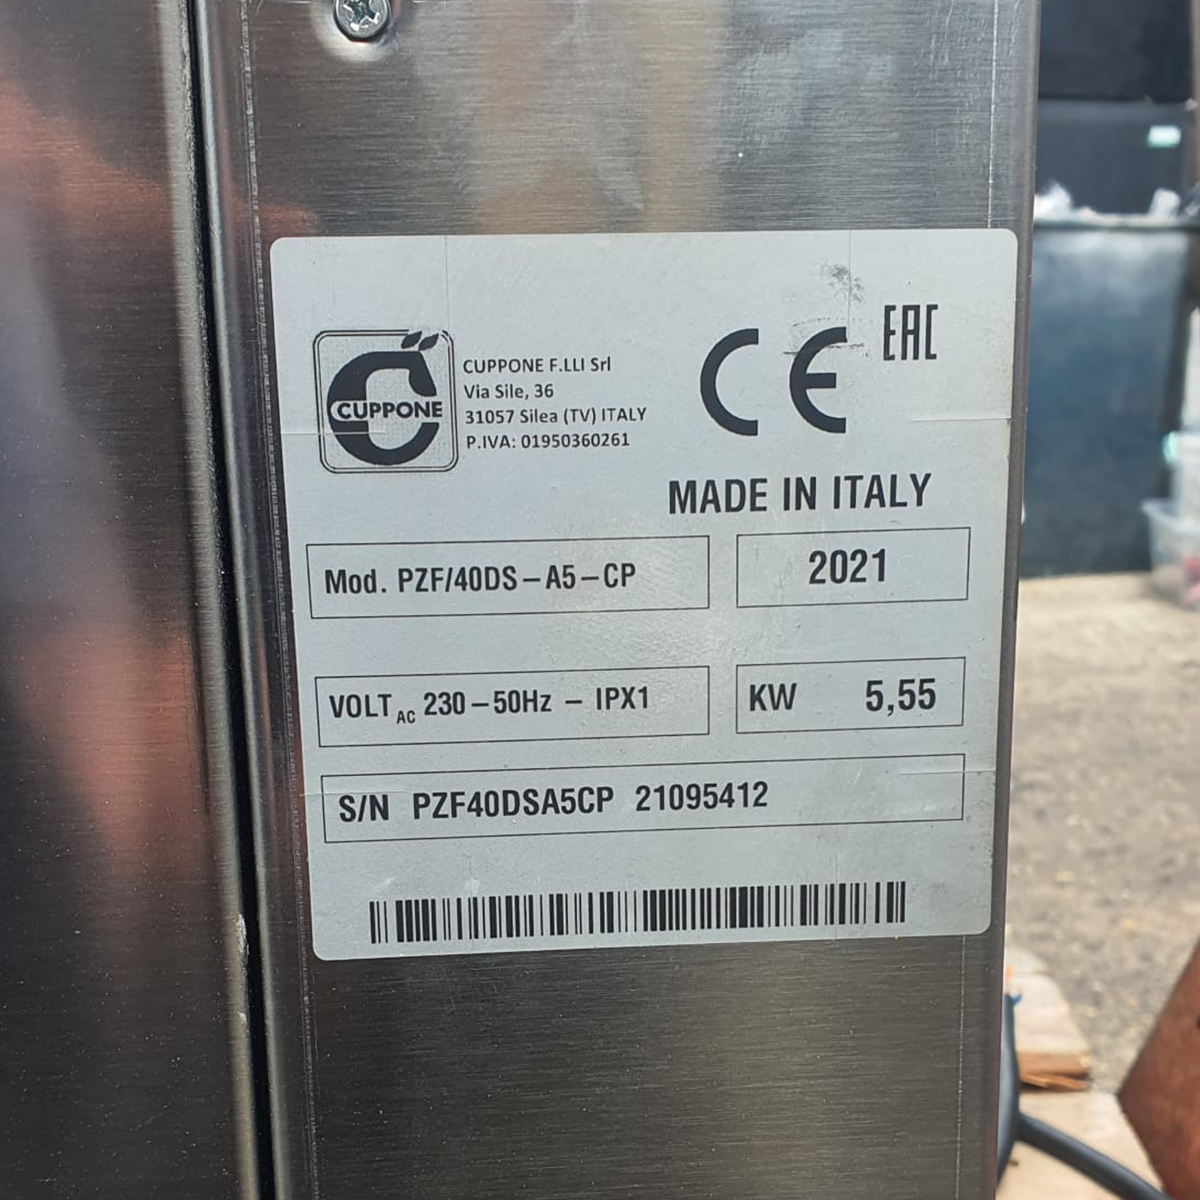 CUPPONE
CUPPONE F.LLI Srl
Via Sile, 36
31057 Silea (TV) ITALY
P.IVA: 01950360261
CE
EAC
MADE IN ITALY
Mod. PZF/40DS-A5-CP
2021
VOLT AC 230-50Hz - IPX1
KW 5,55
S/N PZF40DSA5CP 21095412